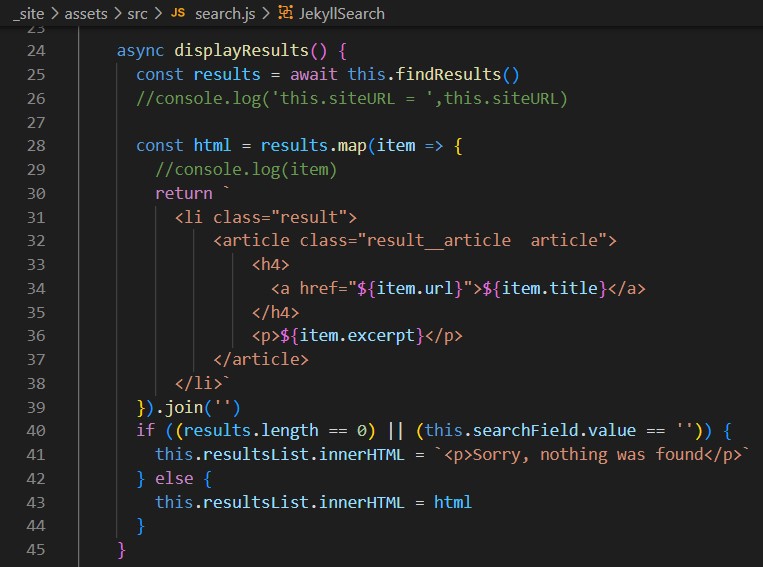 _site > assets > src > JS search.js > JekyllSearch
23
24 async displayResults() {
25 const results = await this.findResults()
26 //console.log('this.siteURL = ',this.siteURL)
27
28 const html = results.map(item => {
29 //console.log(item)
30 return `
31 <li class="result">
32 <article class="result__article  article">
33 <h4>
34 <a href="${item.url}">${item.title}</a>
35 </h4>
36 <p>${item.excerpt}</p>
37 </article>
38 </li>`
39 }).join('')
40 if ((results.length == 0) || (this.searchField.value == '')) {
41 this.resultsList.innerHTML = `<p>Sorry, nothing was found</p>`
42 } else {
43 this.resultsList.innerHTML = html
44 }
45 }